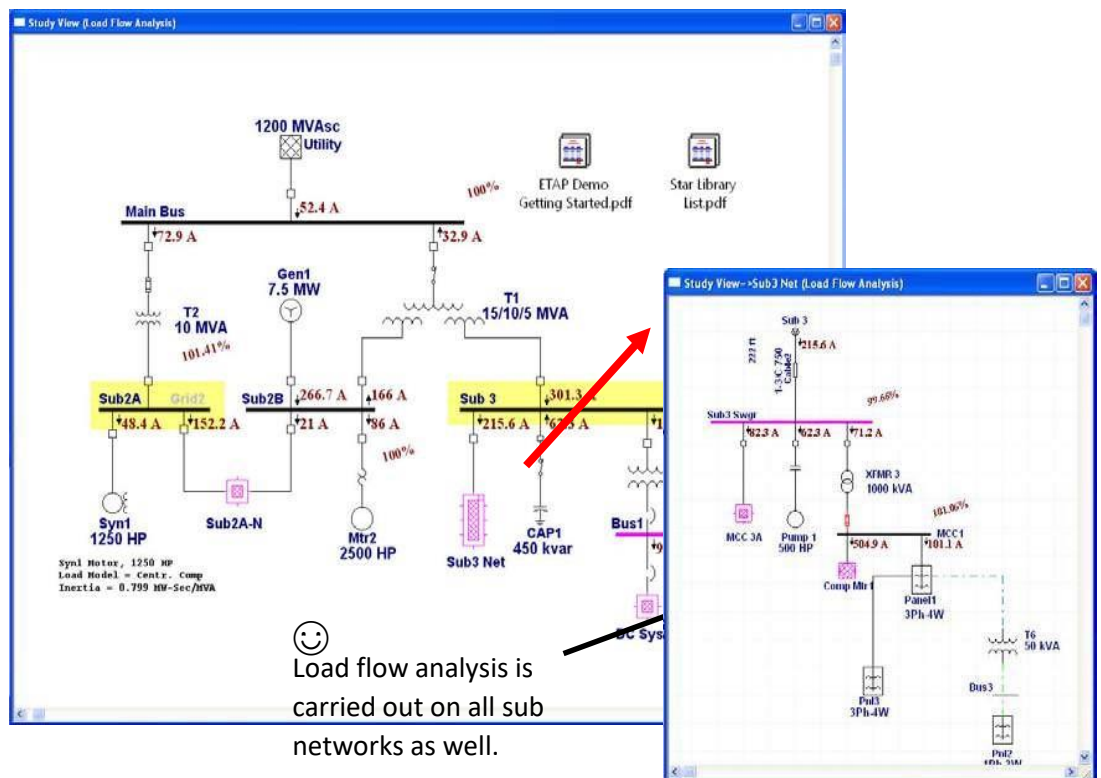 Study View (Load Flow Analysis)
1200 MVAsc
Utility
ETAP Demo
Getting Started.pdf
Star Library
List.pdf
100%
52.4 A
Main Bus
72.9 A
32.9 A
Gen1
7.5 MW
T1
15/10/5 MVA
T2
10 MVA
101.41%
Sub2A
Grid2
Sub2B
266.7 A
166 A
Sub 3
301.3
48.4 A
152.2 A
21 A
86 A
215.6 A
100%
Syn1
1250 HP
Sub2A-N
Mtr2
2500 HP
Sub3 Net
CAP1
450 kvar
Bus1
Syn1 Motor, 1250 HP
Load Model = Centr. Comp
Inertia = 0.799 MW-Sec/MVA
Load flow analysis is
carried out on all sub
networks as well.
Study View-->Sub3 Net (Load Flow Analysis)
Sub 3
215.6 A
222 ft
1-3/C 750
Cable2
99.68%
Sub3 Swgr
82.3 A
62.3 A
71.2 A
XFMR 3
1000 kVA
101.06%
MCC 3A
Pump 1
500 HP
MCC1
504.9 A
101.1 A
Comp Mtr1
Panel1
3Ph-4W
T6
50 kVA
Pnl3
3Ph-4W
Bus3
Pnl2